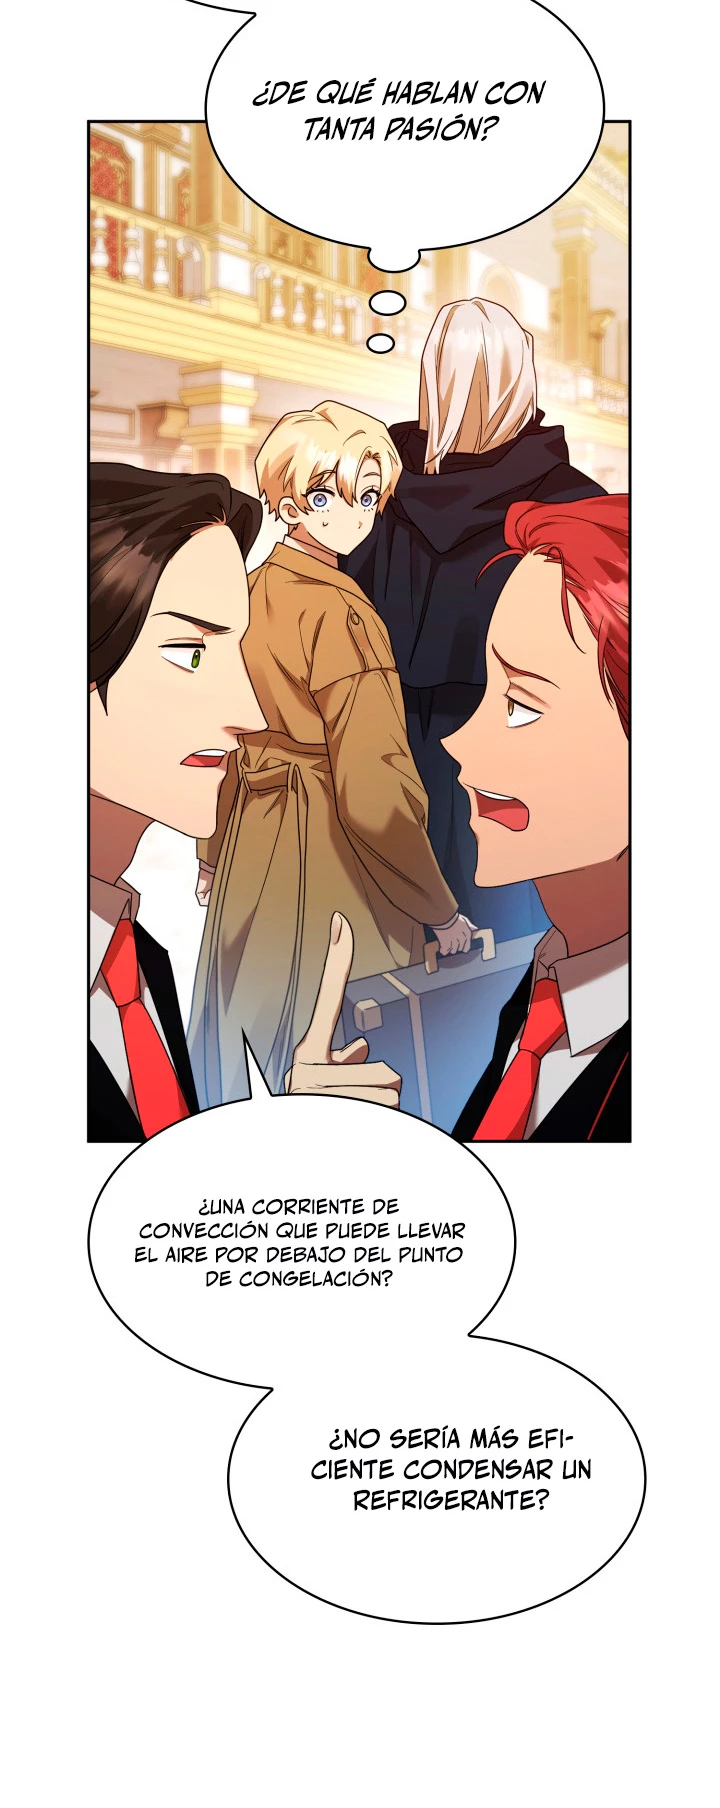 ¿DE QUÉ HABLAN CON
TANTA PASIÓN?
¿UNA CORRIENTE DE
CONVECCIÓN QUE PUEDE LLEVAR
EL AIRE POR DEBAJO DEL PUNTO
DE CONGELACIÓN?
¿NO SERÍA MÁS EFI-
CIENTE CONDENSAR UN
REFRIGERANTE?